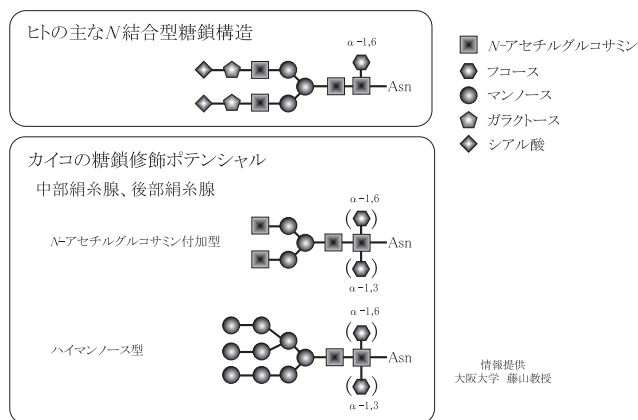 ヒトの主なN結合型糖鎖構造
α-1,6
Asn
N-アセチルグルコサミン
フコース
マンノース
ガラクトース
シアル酸
カイコの糖鎖修飾ポテンシャル
中部絹糸腺、後部絹糸腺
α-1,6
N-アセチルグルコサミン付加型
( )
Asn
( )
α-1,3
α-1,6
ハイマンノース型
( )
Asn
( )
α-1,3
情報提供
大阪大学 藤山教授